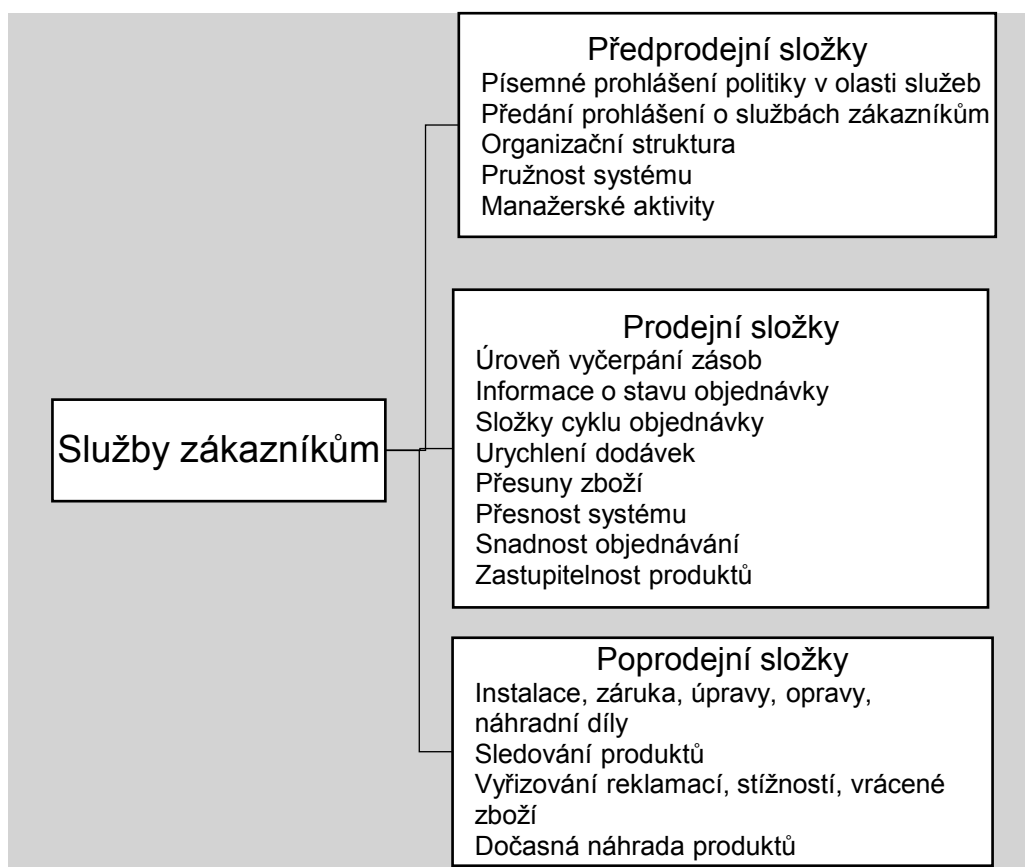 Předprodejní složky
Písemné prohlášení politiky v olasti služeb
Předání prohlášení o službách zákazníkům
Organizační struktura
Pružnost systému
Manažerské aktivity
Služby zákazníkům
Prodejní složky
Úroveň vyčerpání zásob
Informace o stavu objednávky
Složky cyklu objednávky
Urychlení dodávek
Přesuny zboží
Přesnost systému
Snadnost objednávání
Zastupitelnost produktů
Poprodejní složky
Instalace, záruka, úpravy, opravy,
náhradní díly
Sledování produktů
Vyřizování reklamací, stížností, vrácené
zboží
Dočasná náhrada produktů